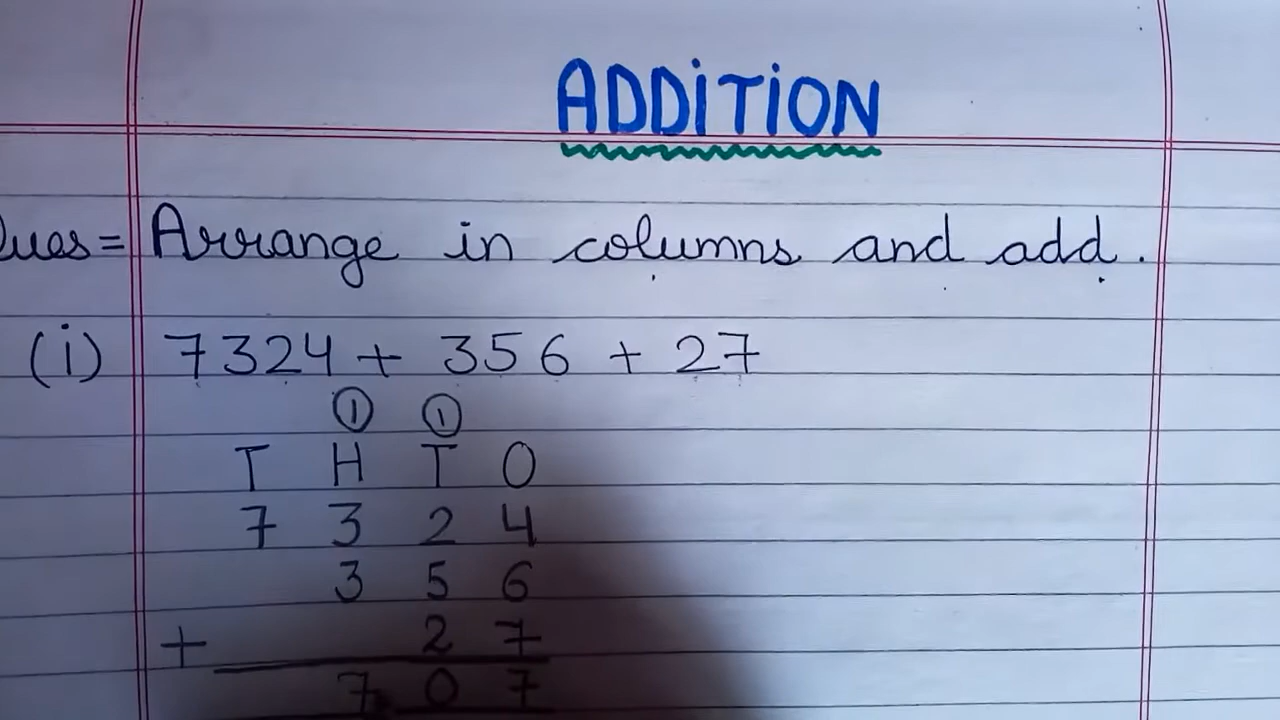 ADDiTiON
= Arrange in columns and add.
(i) 7324 + 356 + 27
1 1
T H T O
7 3 2 4
3 5 6
+ 2 7
7 0 7